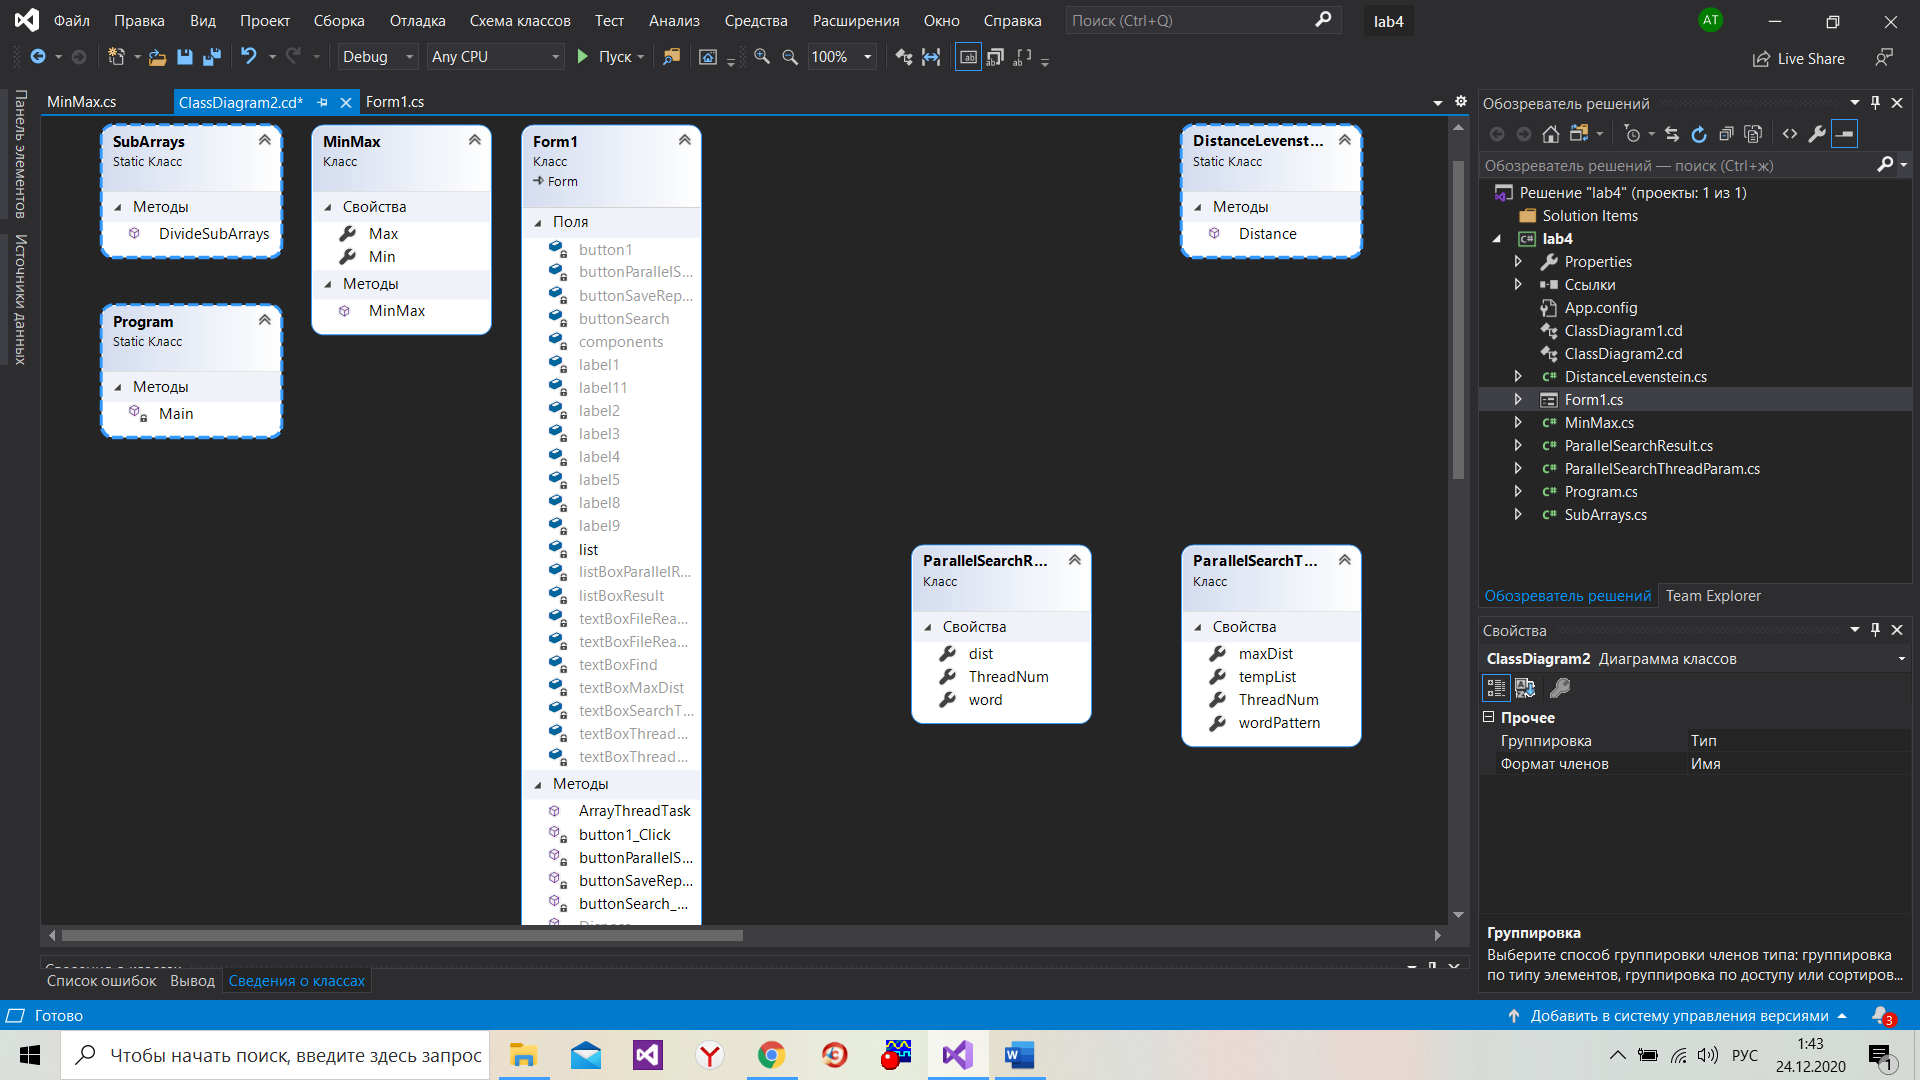 Файл Правка Вид Проект Сборка Отладка Схема классов Тест Анализ Средства Расширения Окно Справка Поиск (Ctrl+Q) lab4 АТ
Debug Any CPU Пуск 100% Live Share
Панель элементов
Источники данных
MinMax.cs ClassDiagram2.cd* Form1.cs
SubArrays
Static Класс
Методы
DivideSubArrays
Program
Static Класс
Методы
Main
MinMax
Класс
Свойства
Max
Min
Методы
MinMax
Form1
Класс
Form
Поля
button1
buttonParallelS...
buttonSaveRep...
buttonSearch
components
label1
label11
label2
label3
label4
label5
label8
label9
list
listBoxParallelR...
listBoxResult
textBoxFileRea...
textBoxFileRea...
textBoxFind
textBoxMaxDist
textBoxSearchT...
textBoxThread...
textBoxThread...
Методы
ArrayThreadTask
button1_Click
buttonParallelS...
buttonSaveRep...
buttonSearch_...
DistanceLevenst...
Static Класс
Методы
Distance
ParallelSearchR...
Класс
Свойства
dist
ThreadNum
word
ParallelSearchT...
Класс
Свойства
maxDist
tempList
ThreadNum
wordPattern
Обозреватель решений
Обозреватель решений — поиск (Ctrl+ж)
Решение "lab4" (проекты: 1 из 1)
Solution Items
lab4
Properties
Ссылки
App.config
ClassDiagram1.cd
ClassDiagram2.cd
DistanceLevenstein.cs
Form1.cs
MinMax.cs
ParallelSearchResult.cs
ParallelSearchThreadParam.cs
Program.cs
SubArrays.cs
Обозреватель решений Team Explorer
Свойства
ClassDiagram2 Диаграмма классов
Прочее
Группировка Тип
Формат членов Имя
Группировка
Выберите способ группировки членов типа: группировка
по типу элементов, группировка по доступу или сортиров...
Список ошибок Вывод Сведения о классах
Готово Добавить в систему управления версиями 3
Чтобы начать поиск, введите здесь запрос
РУС
1:43
24.12.2020
1